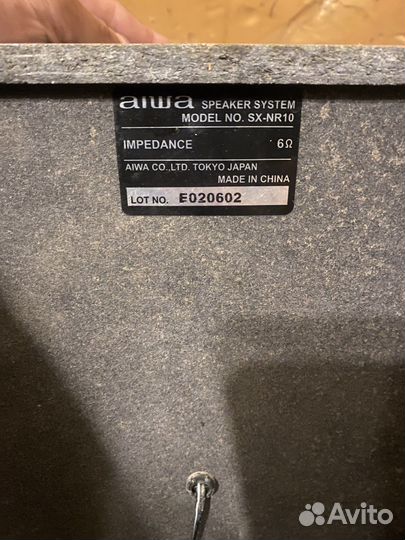 aiwa SPEAKER SYSTEM
MODEL NO. SX-NR10
IMPEDANCE 6Ω
AIWA CO.,LTD. TOKYO JAPAN
MADE IN CHINA
LOT NO. E020602
Avito